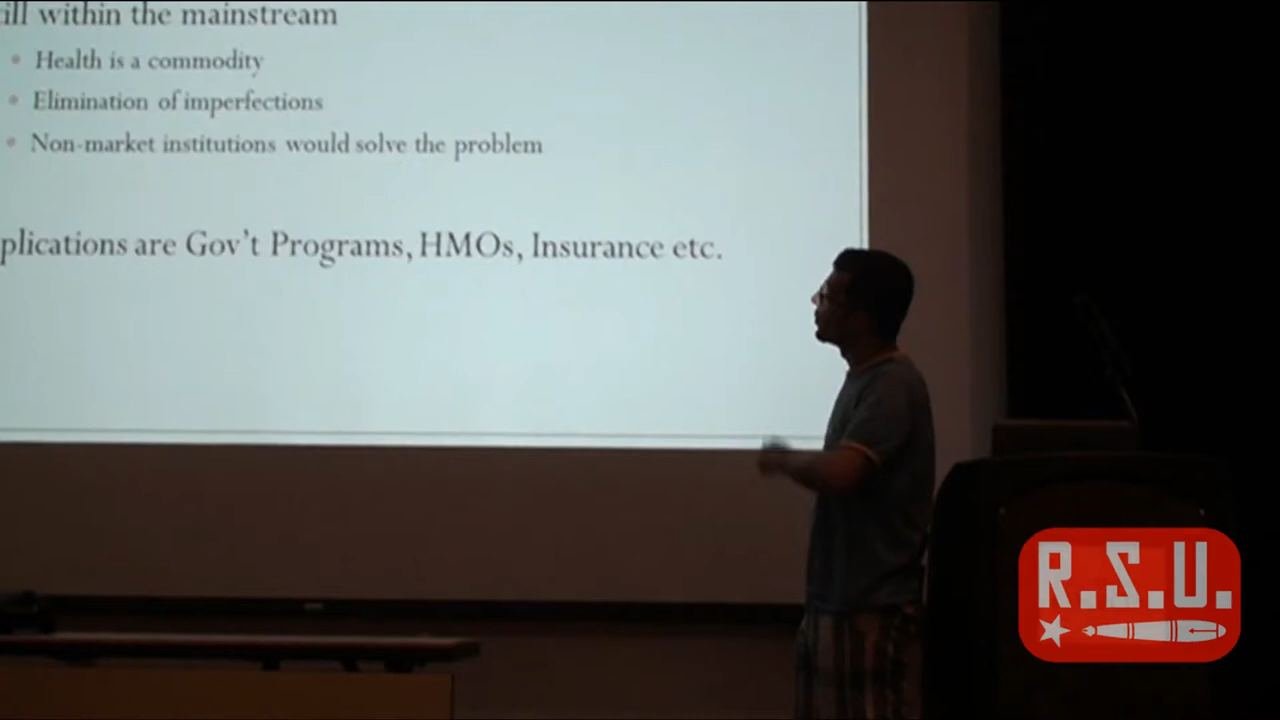 ill within the mainstream
Health is a commodity
Elimination of imperfections
Non-market institutions would solve the problem
plications are Gov't Programs, HMOs, Insurance etc.
R.S.U.